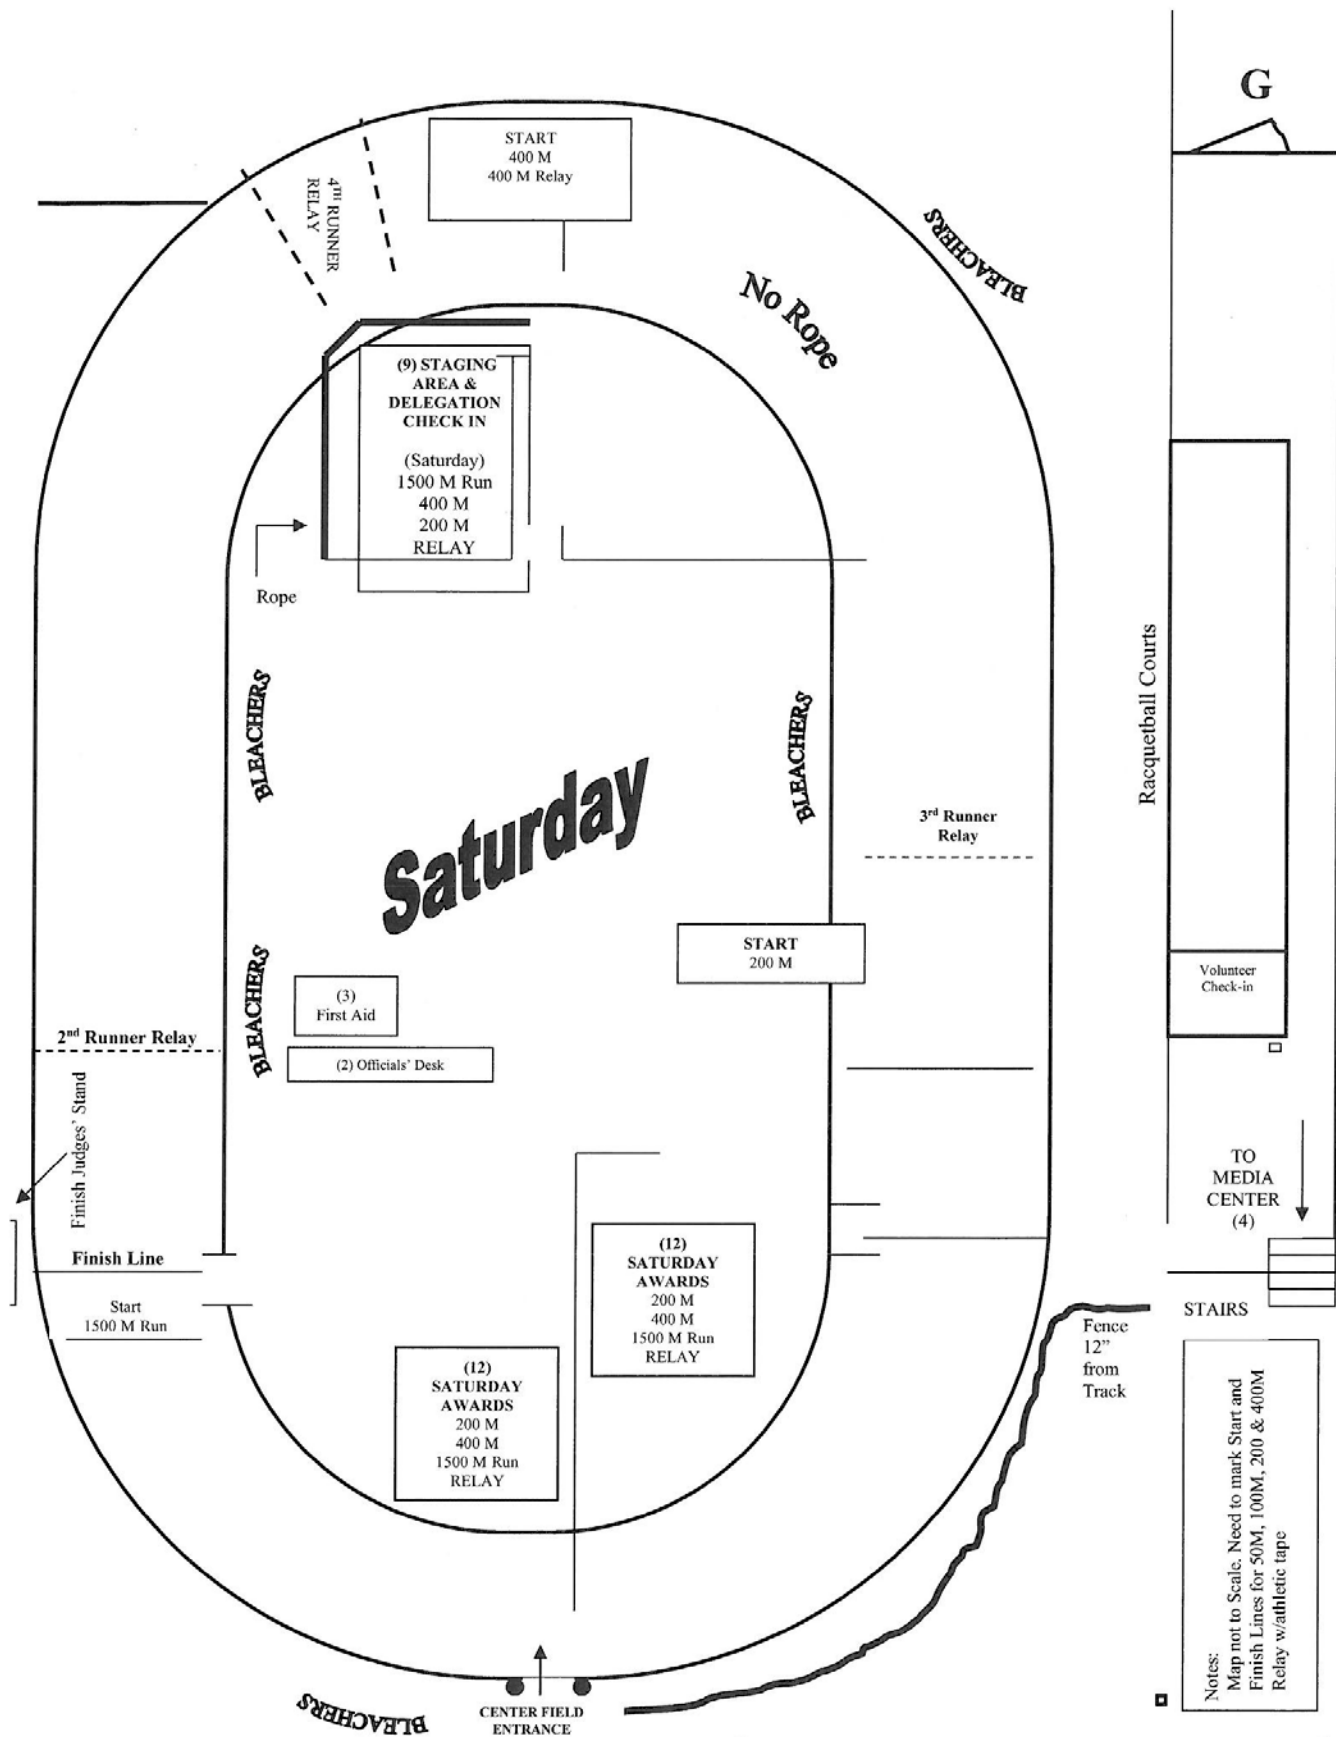 G
START
400 M
400 M Relay
4TH RUNNER
RELAY
BLEACHERS
No Rope
(9) STAGING
AREA &
DELEGATION
CHECK IN
(Saturday)
1500 M Run
400 M
200 M
RELAY
Rope
BLEACHERS
BLEACHERS
Racquetball Courts
Saturday
3rd Runner
Relay
START
200 M
BLEACHERS
(3)
First Aid
Volunteer
Check-in
2nd Runner Relay
(2) Officials' Desk
Finish Judges' Stand
TO
MEDIA
CENTER
(4)
Finish Line
Start
1500 M Run
(12)
SATURDAY
AWARDS
200 M
400 M
1500 M Run
RELAY
STAIRS
Fence
12”
from
Track
(12)
SATURDAY
AWARDS
200 M
400 M
1500 M Run
RELAY
Notes:
Map not to Scale. Need to mark Start and
Finish Lines for 50M, 100M, 200 & 400M
Relay w/athletic tape
BLEACHERS
CENTER FIELD
ENTRANCE